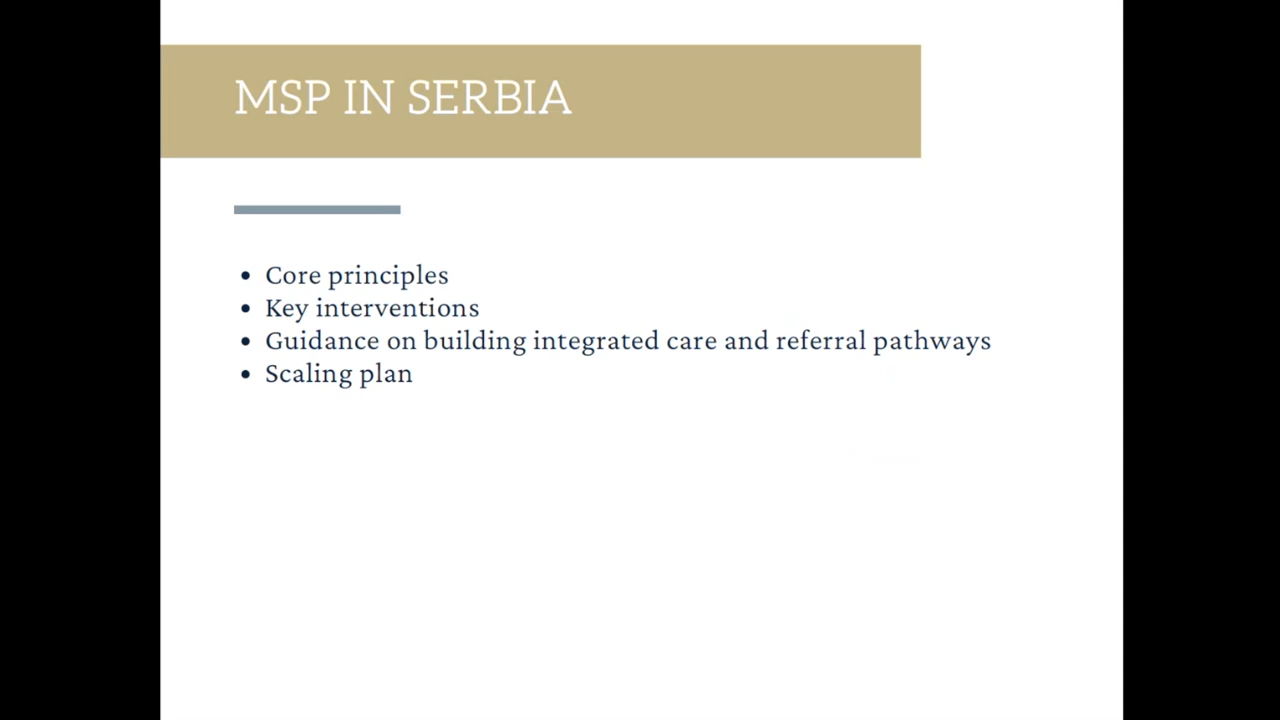 MSP IN SERBIA
• Core principles
• Key interventions
• Guidance on building integrated care and referral pathways
• Scaling plan